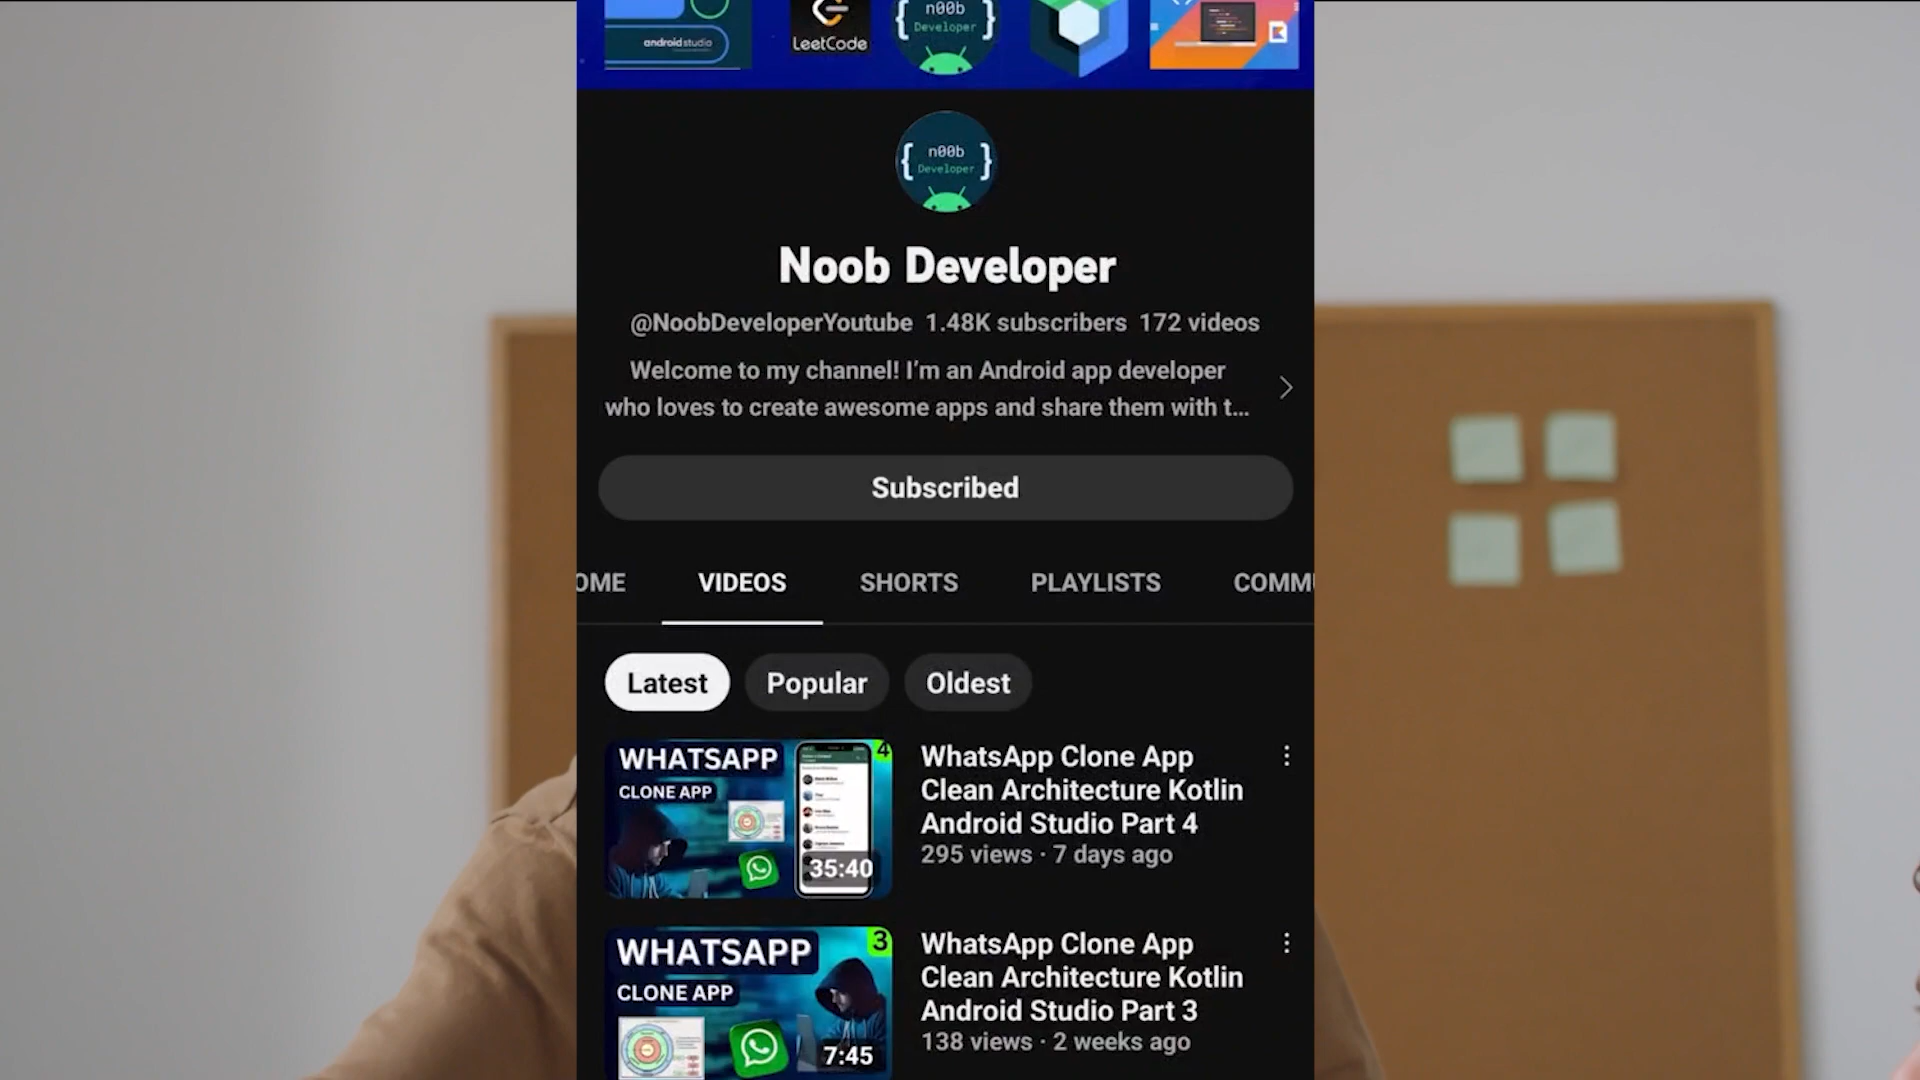 androidstudio
LeetCode
n00b
Developer
n00b
Developer
Noob Developer
@NoobDeveloperYoutube 1.48K subscribers 172 videos
Welcome to my channel! I’m an Android app developer
who loves to create awesome apps and share them with t...
Subscribed
OME VIDEOS SHORTS PLAYLISTS COMMU
Latest Popular Oldest
WHATSAPP
CLONE APP
4
35:40
WhatsApp Clone App
Clean Architecture Kotlin
Android Studio Part 4
295 views · 7 days ago
WHATSAPP
CLONE APP
3
7:45
WhatsApp Clone App
Clean Architecture Kotlin
Android Studio Part 3
138 views · 2 weeks ago